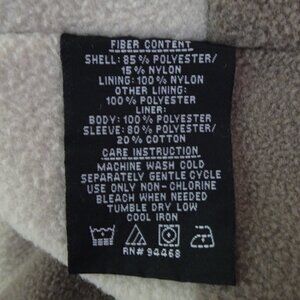 FIBER CONTENT
SHELL: 85% POLYESTER/
15% NYLON
LINING: 100% NYLON
OTHER LINING:
100% POLYESTER
LINER:
BODY: 100% POLYESTER
SLEEVE: 80% POLYESTER/
20% COTTON
CARE INSTRUCTION
MACHINE WASH COLD
SEPARATELY GENTLE CYCLE
USE ONLY NON-CHLORINE
BLEACH WHEN NEEDED
TUMBLE DRY LOW
COOL IRON
RN# 94468